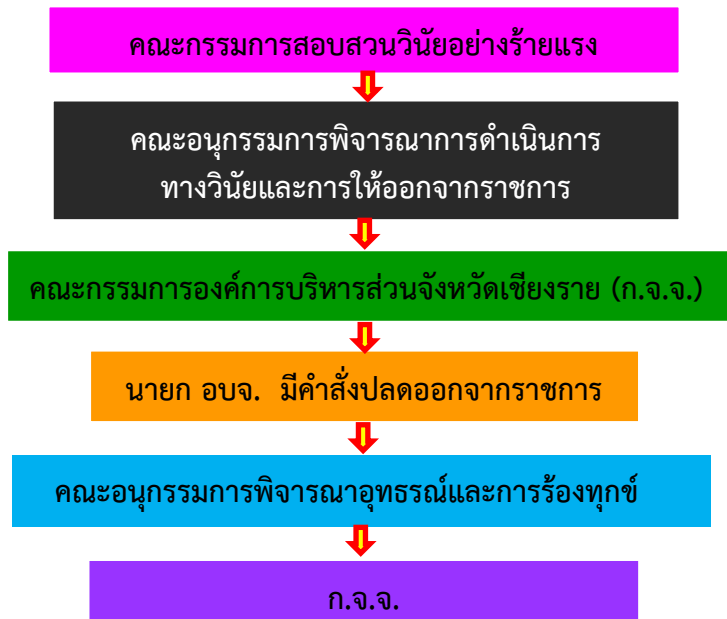 คณะกรรมการสอบสวนวินัยอย่างร้ายแรง
คณะอนุกรรมการพิจารณาการดำเนินการ
ทางวินัยและการให้ออกจากราชการ
คณะกรรมการองค์การบริหารส่วนจังหวัดเชียงราย (ก.จ.จ.)
นายก อบจ. มีคำสั่งปลดออกจากราชการ
คณะอนุกรรมการพิจารณาอุทธรณ์และการร้องทุกข์
ก.จ.จ.